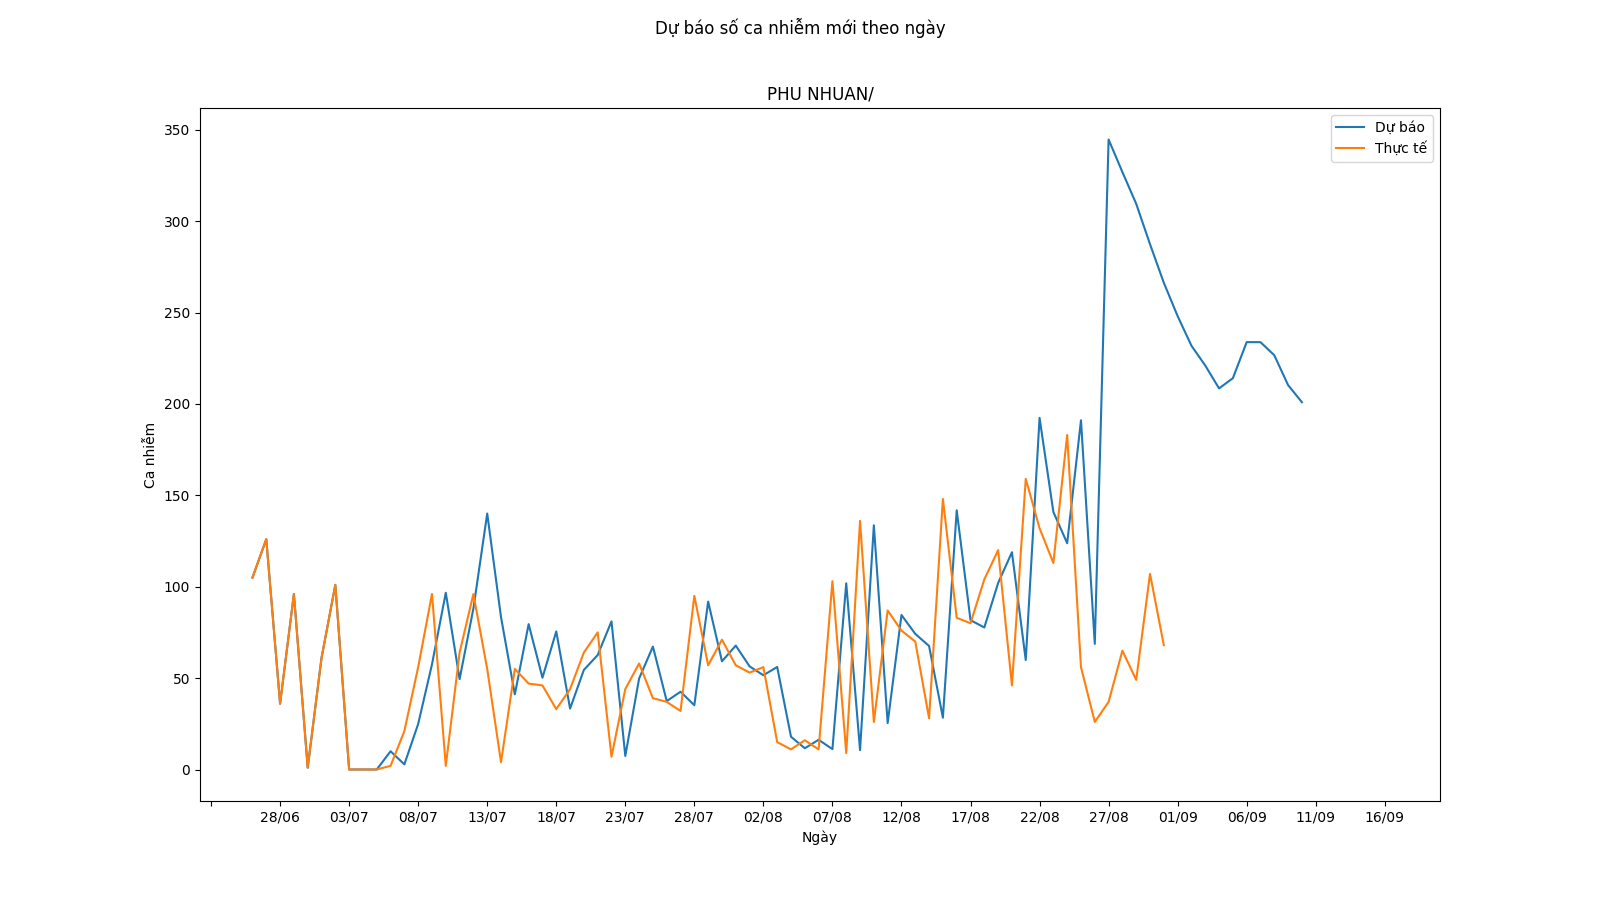 Dự báo số ca nhiễm mới theo ngày
PHU NHUAN/
Dự báo
Thực tế
350
300
250
200
150
100
50
0
Ca nhiễm
28/06 03/07 08/07 13/07 18/07 23/07 28/07 02/08 07/08 12/08 17/08 22/08 27/08 01/09 06/09 11/09 16/09
Ngày